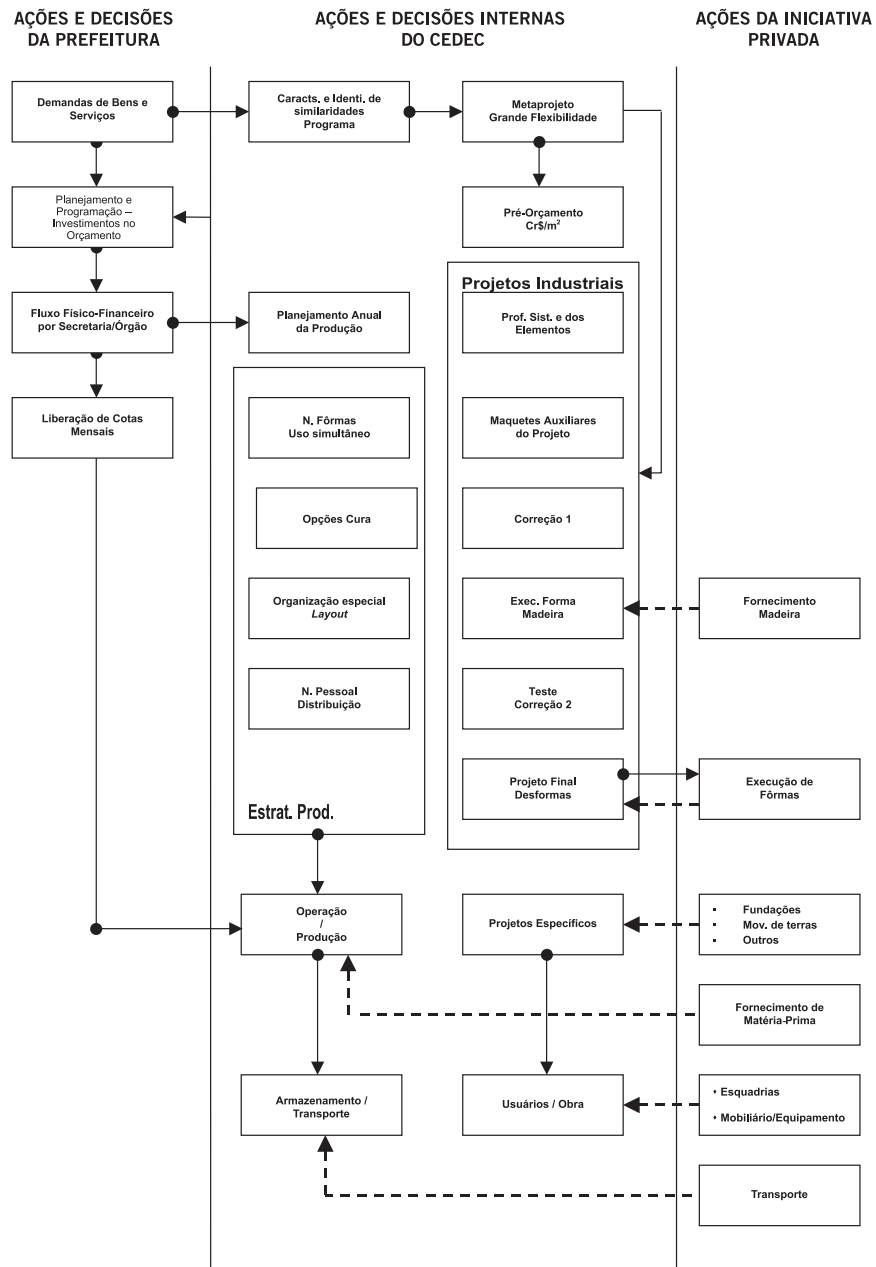 AÇÕES E DECISÕES
DA PREFEITURA
AÇÕES E DECISÕES INTERNAS
DO CEDEC
AÇÕES DA INICIATIVA
PRIVADA
Demandas de Bens e
Serviços
Caracts. e Identi. de
similaridades
Programa
Metaprojeto
Grande Flexibilidade
Planejamento e
Programação –
Investimentos no
Orçamento
Pré-Orçamento
Cr$/m²
Projetos Industriais
Fluxo Físico-Financeiro
por Secretaria/Órgão
Planejamento Anual
da Produção
Prof. Sist. e dos
Elementos
Liberação de Cotas
Mensais
N. Fôrmas
Uso simultâneo
Maquetes Auxiliares
do Projeto
Opções Cura
Correção 1
Organização especial
Layout
Exec. Forma
Madeira
Fornecimento
Madeira
N. Pessoal
Distribuição
Teste
Correção 2
Projeto Final
Desformas
Execução de
Fôrmas
Estrat. Prod.
Operação
/
Produção
Projetos Específicos
▪ Fundações
▪ Mov. de terras
▪ Outros
Fornecimento de
Matéria-Prima
Armazenamento /
Transporte
Usuários / Obra
♦ Esquadrias
♦ Mobiliário/Equipamento
Transporte